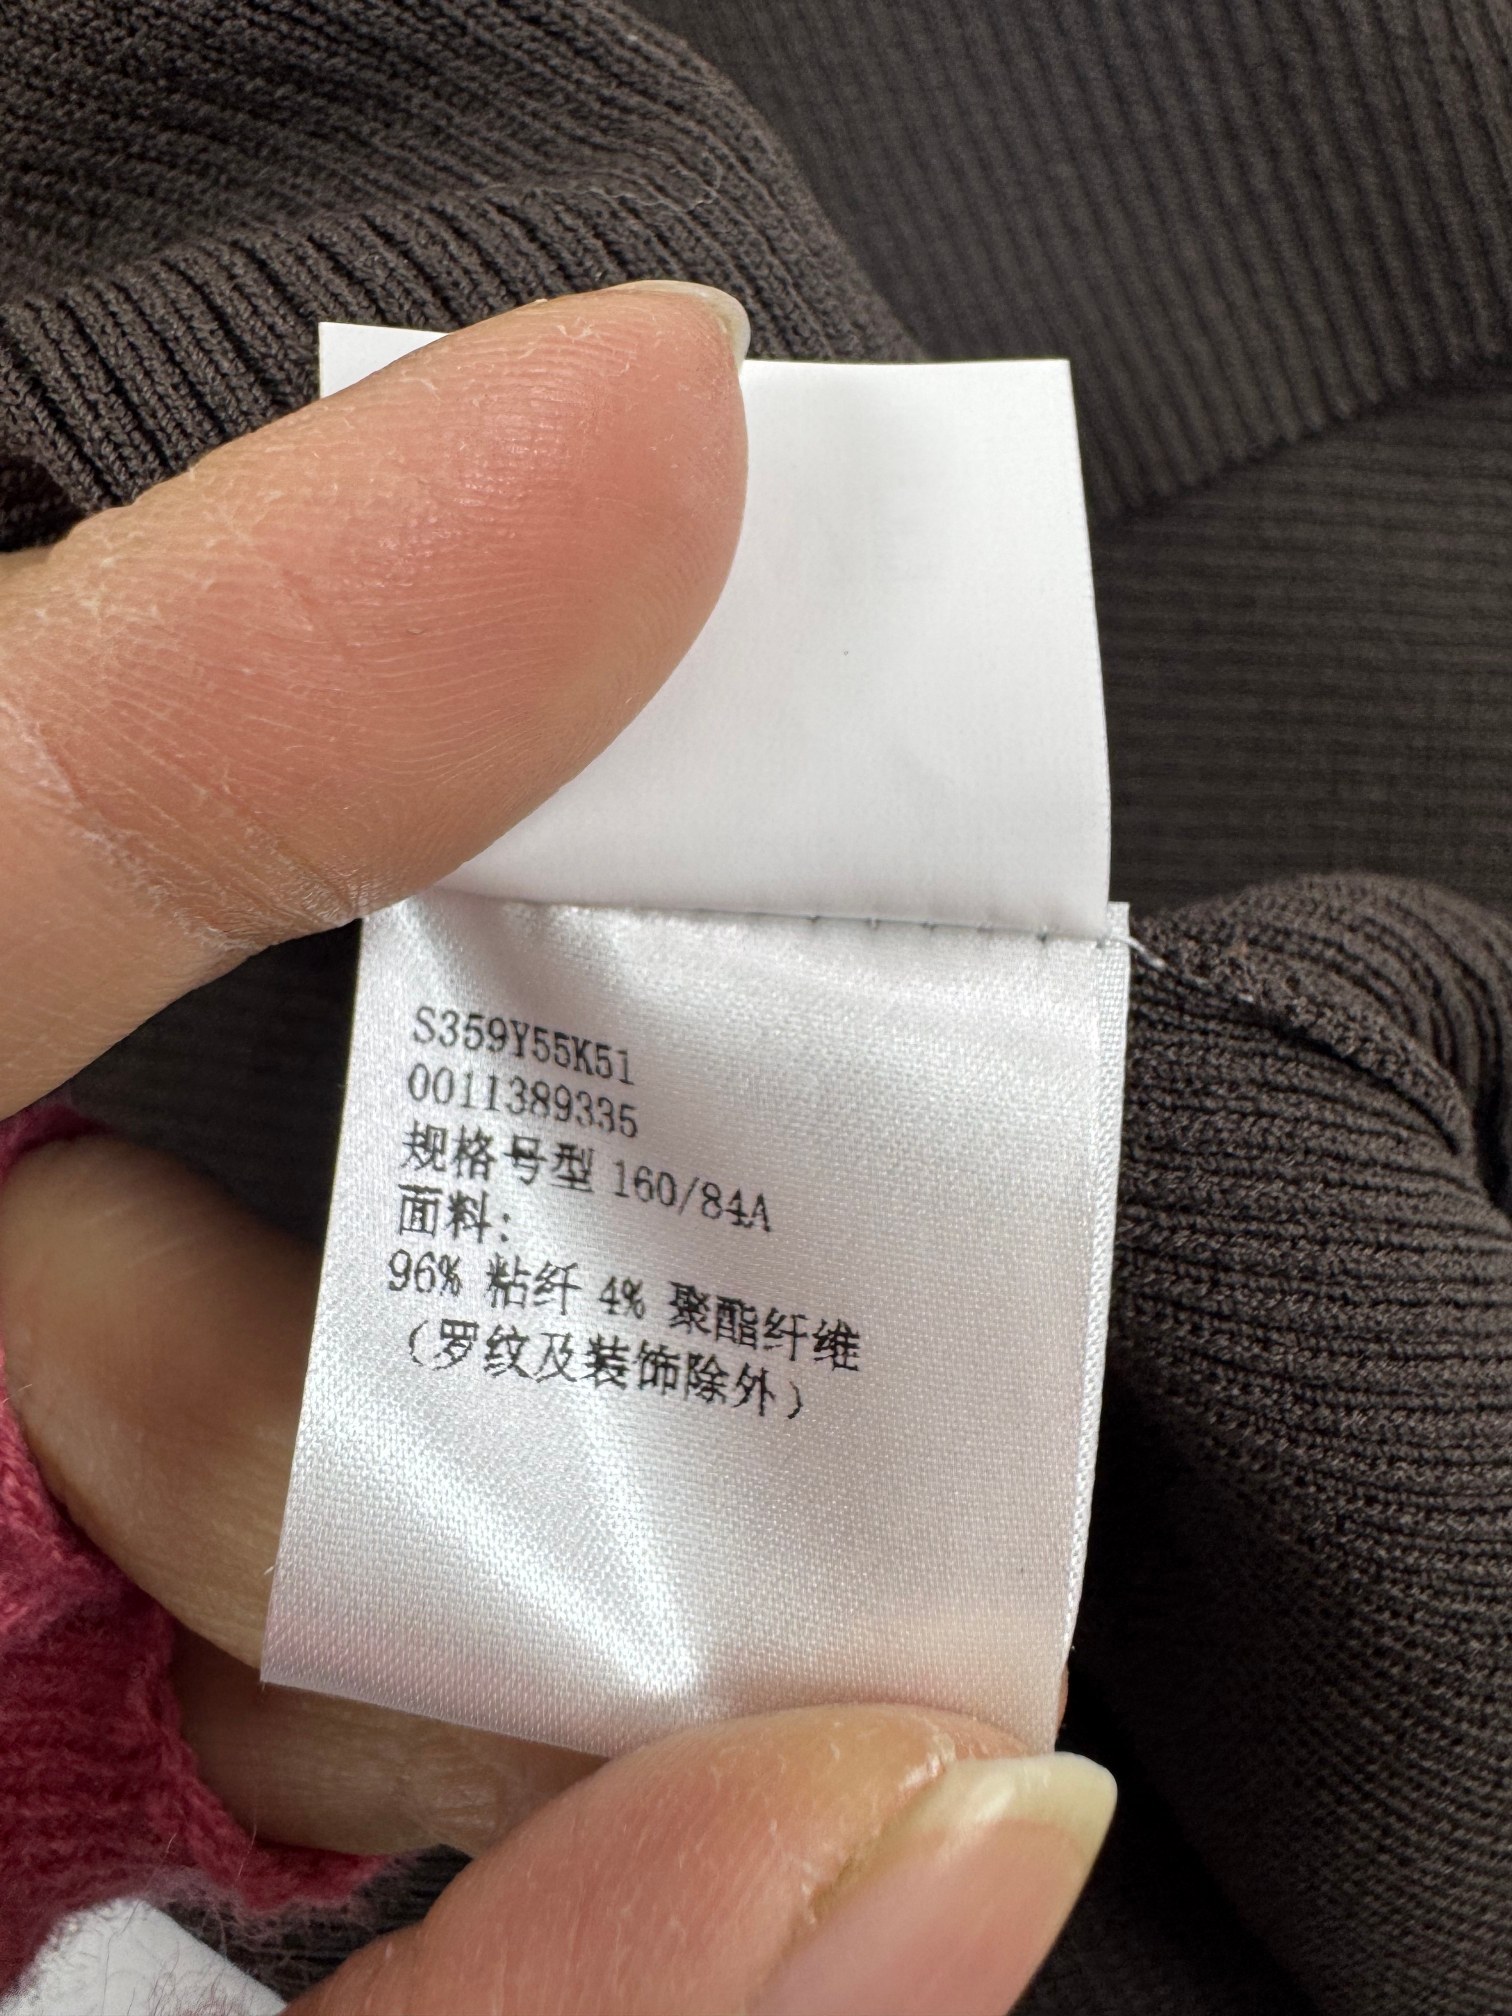 S359Y55K51
0011389335
规格号型 160/84A
面料:
96% 粘纤 4% 聚酯纤维
(罗纹及装饰除外)